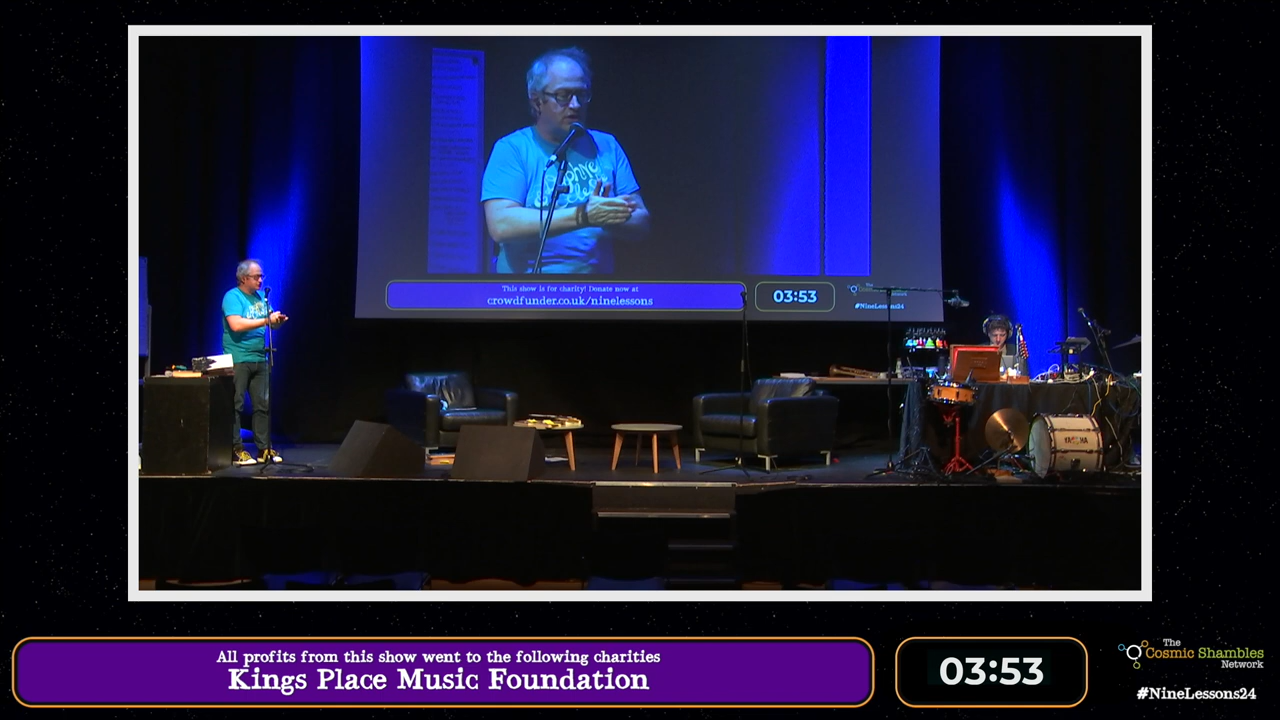 This show is for charity! Donate now at
crowdfunder.co.uk/ninelessons
03:53
#NineLessons24
YAMAHA
All profits from this show went to the following charities
Kings Place Music Foundation
03:53
The
Cosmic Shambles
Network
#NineLessons24